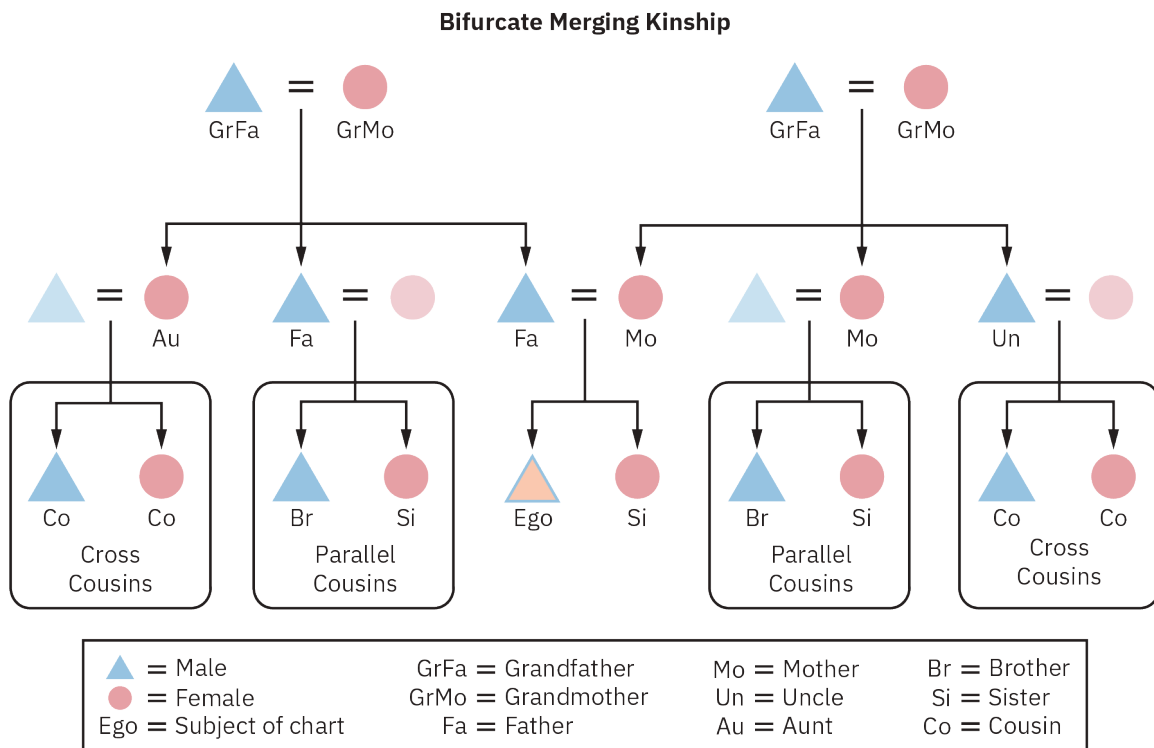 Bifurcate Merging Kinship
= =
GrFa GrMo GrFa GrMo
= = = = =
Au Fa Fa Mo Mo Un
Co Co Br Si Ego Si Br Si Co Co
Cross
Cousins
Parallel
Cousins
Parallel
Cousins
Cross
Cousins
= Male
= Female
Ego = Subject of chart
GrFa = Grandfather
GrMo = Grandmother
Fa = Father
Mo = Mother
Un = Uncle
Au = Aunt
Br = Brother
Si = Sister
Co = Cousin